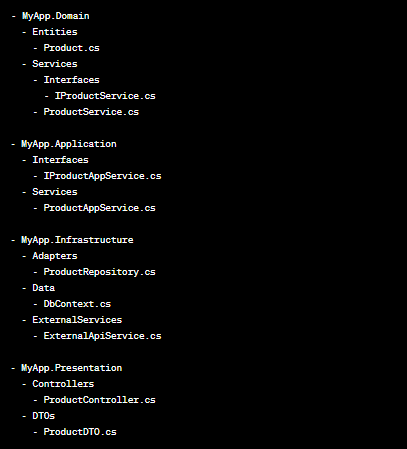 - MyApp.Domain
- Entities
- Product.cs
- Services
- Interfaces
- IProductService.cs
- ProductService.cs
- MyApp.Application
- Interfaces
- IProductAppService.cs
- Services
- ProductAppService.cs
- MyApp.Infrastructure
- Adapters
- ProductRepository.cs
- Data
- DbContext.cs
- ExternalServices
- ExternalApiService.cs
- MyApp.Presentation
- Controllers
- ProductController.cs
- DTOs
- ProductDTO.cs